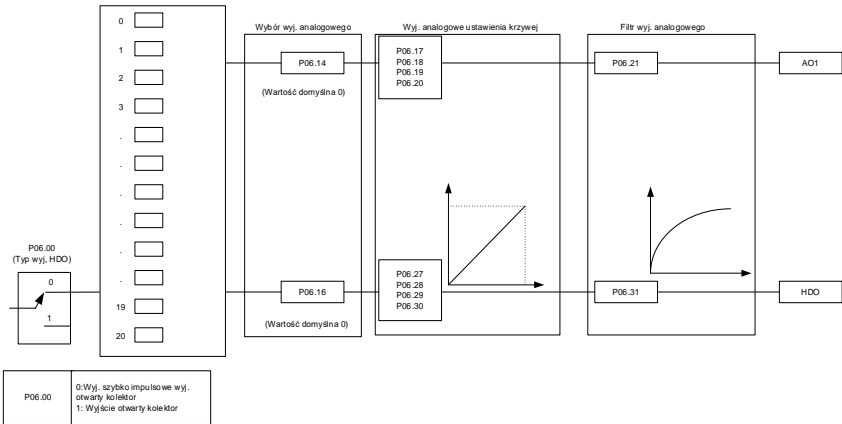 0
1
2
3
.
.
.
.
.
.
19
20
P06.00
(Typ wyj, HDO)
0
1
Wybór wyj. analogowego
P06.14
(Wartość domyślna 0)
P06.16
(Wartość domyślna 0)
Wyj. analogowe ustawienia krzywej
P06.17
P06.18
P06.19
P06.20
P06.27
P06.28
P06.29
P06.30
Filtr wyj. analogowego
P06.21
P06.31
AO1
HDO
P06.00
0:Wyj. szybko impulsowe wyj.
otwarty kolektor
1: Wyjście otwarty kolektor